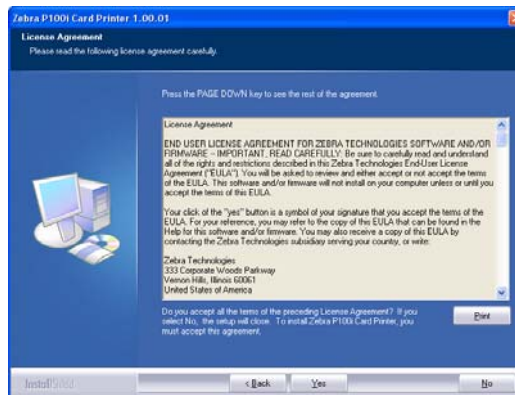 Zebra P100i Card Printer 1.00.01
License Agreement
Please read the following license agreement carefully.
Press the PAGE DOWN key to see the rest of the agreement.
License Agreement
END USER LICENSE AGREEMENT FOR ZEBRA TECHNOLOGIES SOFTWARE AND/OR
FIRMWARE – IMPORTANT, READ CAREFULLY: Be sure to carefully read and understand
all of the rights and restrictions described in this Zebra Technologies End-User License
Agreement ("EULA"). You will be asked to review and either accept or not accept the terms
of the EULA. This software and/or firmware will not install on your computer unless or until you
accept the terms of this EULA.
Your click of the "yes" button is a symbol of your signature that you accept the terms of the
EULA. For your reference, you may refer to the copy of this EULA that can be found in the
Help for this software and/or firmware. You may also receive a copy of this EULA by
contacting the Zebra Technologies subsidiary serving your country, or write:
Zebra Technologies
333 Corporate Woods Parkway
Vernon Hills, Illinois 60061
United States of America
Do you accept all the terms of the preceding License Agreement? If you
select No, the setup will close. To install Zebra P100i Card Printer, you
must accept this agreement.
Print
InstallShield
< Back
Yes
No